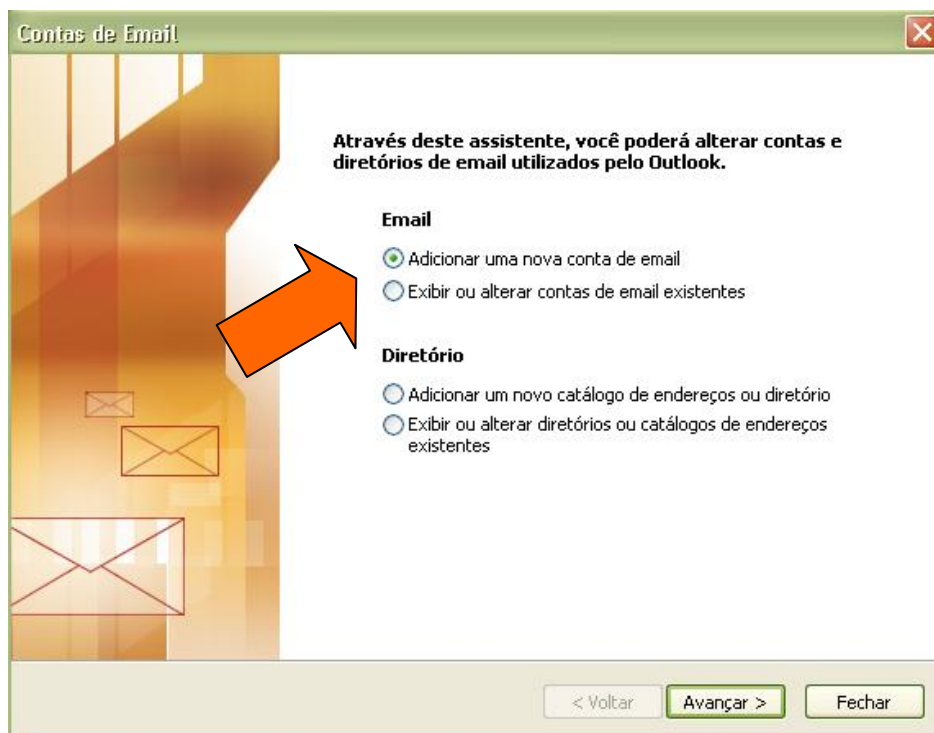 Contas de Email
Através deste assistente, você poderá alterar contas e
diretórios de email utilizados pelo Outlook.
Email
Adicionar uma nova conta de email
Exibir ou alterar contas de email existentes
Diretório
Adicionar um novo catálogo de endereços ou diretório
Exibir ou alterar diretórios ou catálogos de endereços
existentes
< Voltar
Avançar >
Fechar